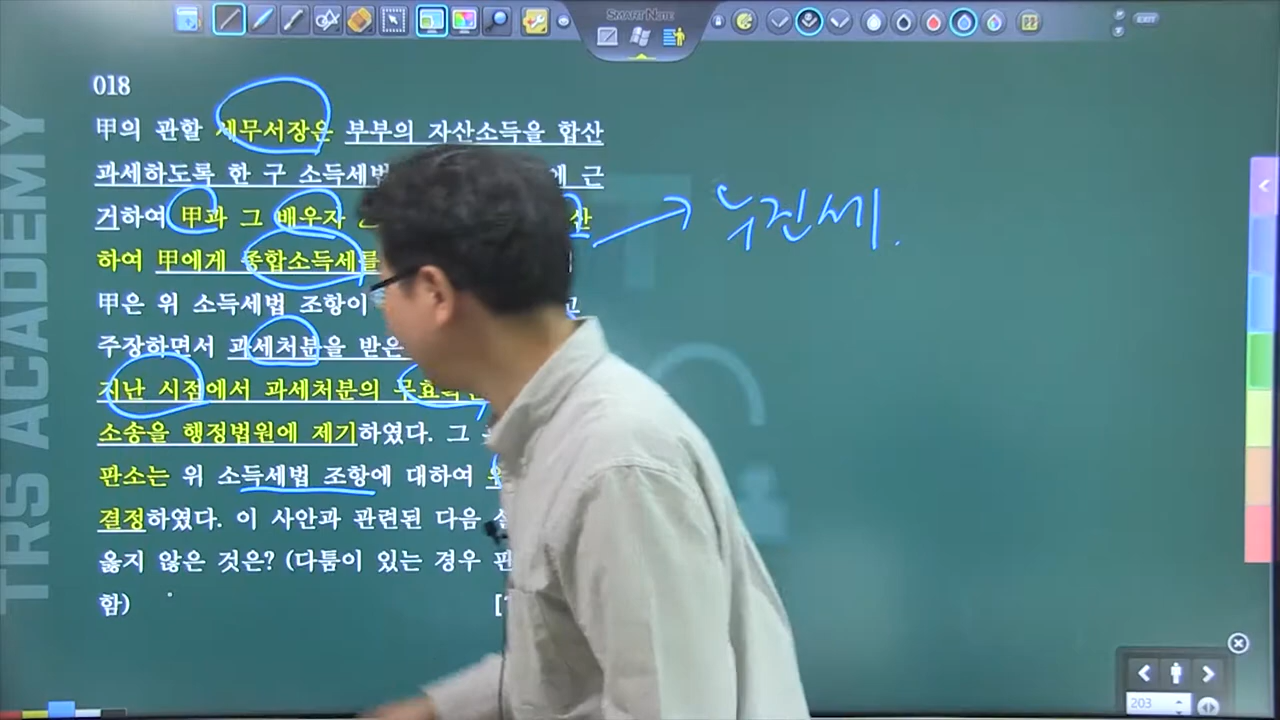 SMARTNOTE
EXIT
018
甲의 관할 세무서장은 부부의 자산소득을 합산
과세하도록 한 구 소득세법 에 근
거하여 甲과 그 배우자 산
하여 甲에게 종합소득세를
甲은 위 소득세법 조항이 고
주장하면서 과세처분을 받은
지난 시점에서 과세처분의 무효확인
소송을 행정법원에 제기하였다. 그
판소는 위 소득세법 조항에 대하여
결정하였다. 이 사안과 관련된 다음
옳지 않은 것은? (다툼이 있는 경우 판
함) [
누진세.
TRS ACADEMY
203